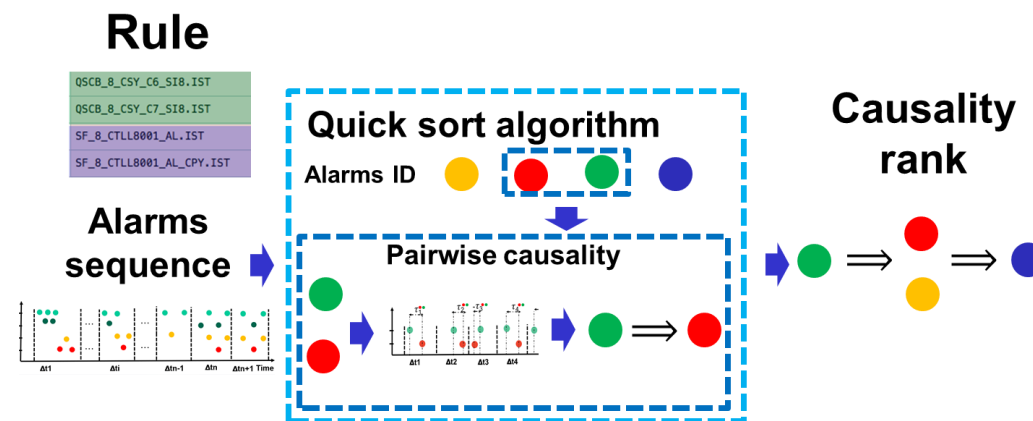 Rule
QSCB_8_CSY_C6_SI8.IST
QSCB_8_CSY_C7_SI8.IST
SF_8_CTLL8001_AL.IST
SF_8_CTLL8001_AL_CPY.IST
Alarms
sequence
...
...
...
Δt1
Δti
Δtn-1
Δtn
Δtn+1 Time
Quick sort algorithm
Alarms ID
Pairwise causality
Δt1
Δt2
Δt3
Δt4
Causality
rank